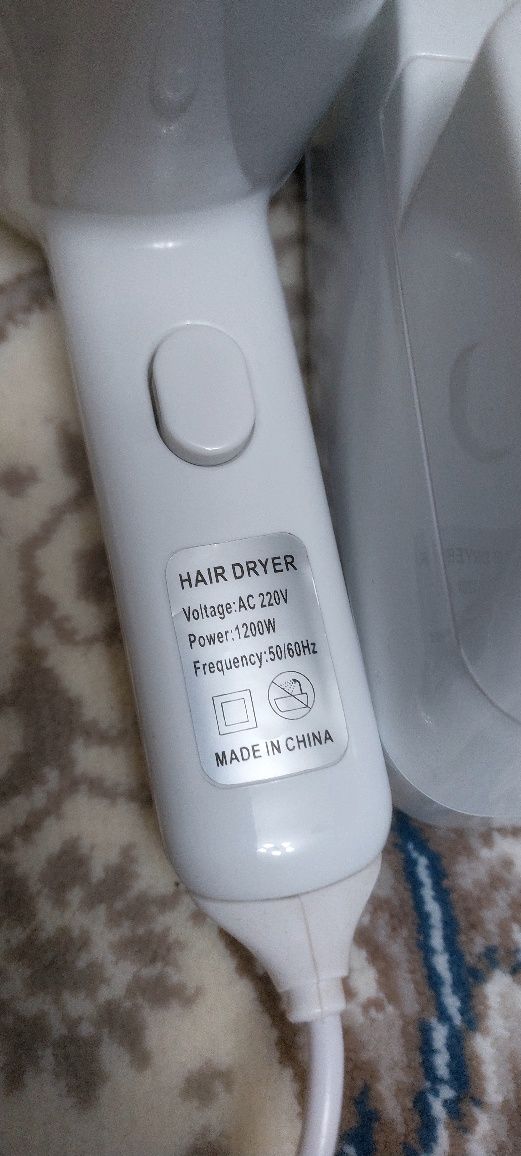 HAIR DRYER
Voltage:AC 220V
Power:1200W
Frequency:50/60Hz
MADE IN CHINA